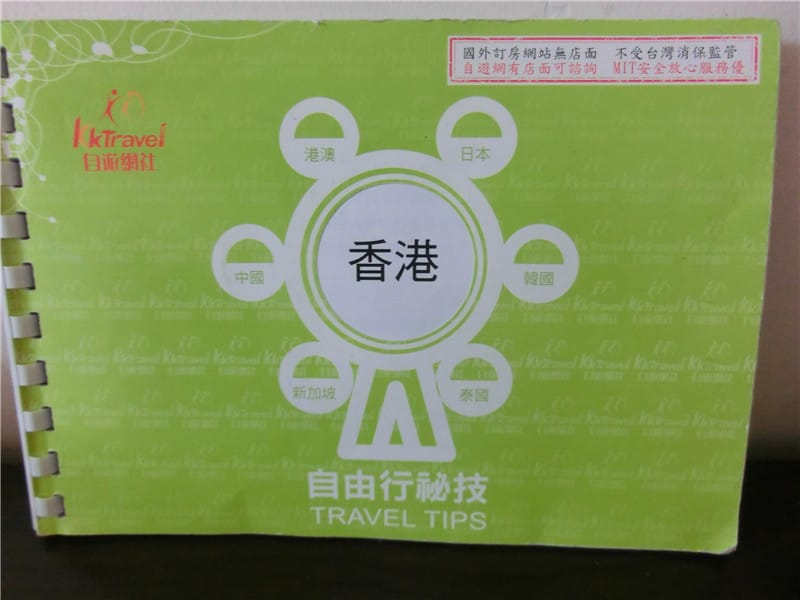 國外訂房網站無店面 不受台灣消保監管
自遊網有店面可諮詢 MIT安全放心服務優
kkTravel
自遊網社
港澳
日本
中國
香港
韓國
新加坡
泰國
自由行祕技
TRAVEL TIPS